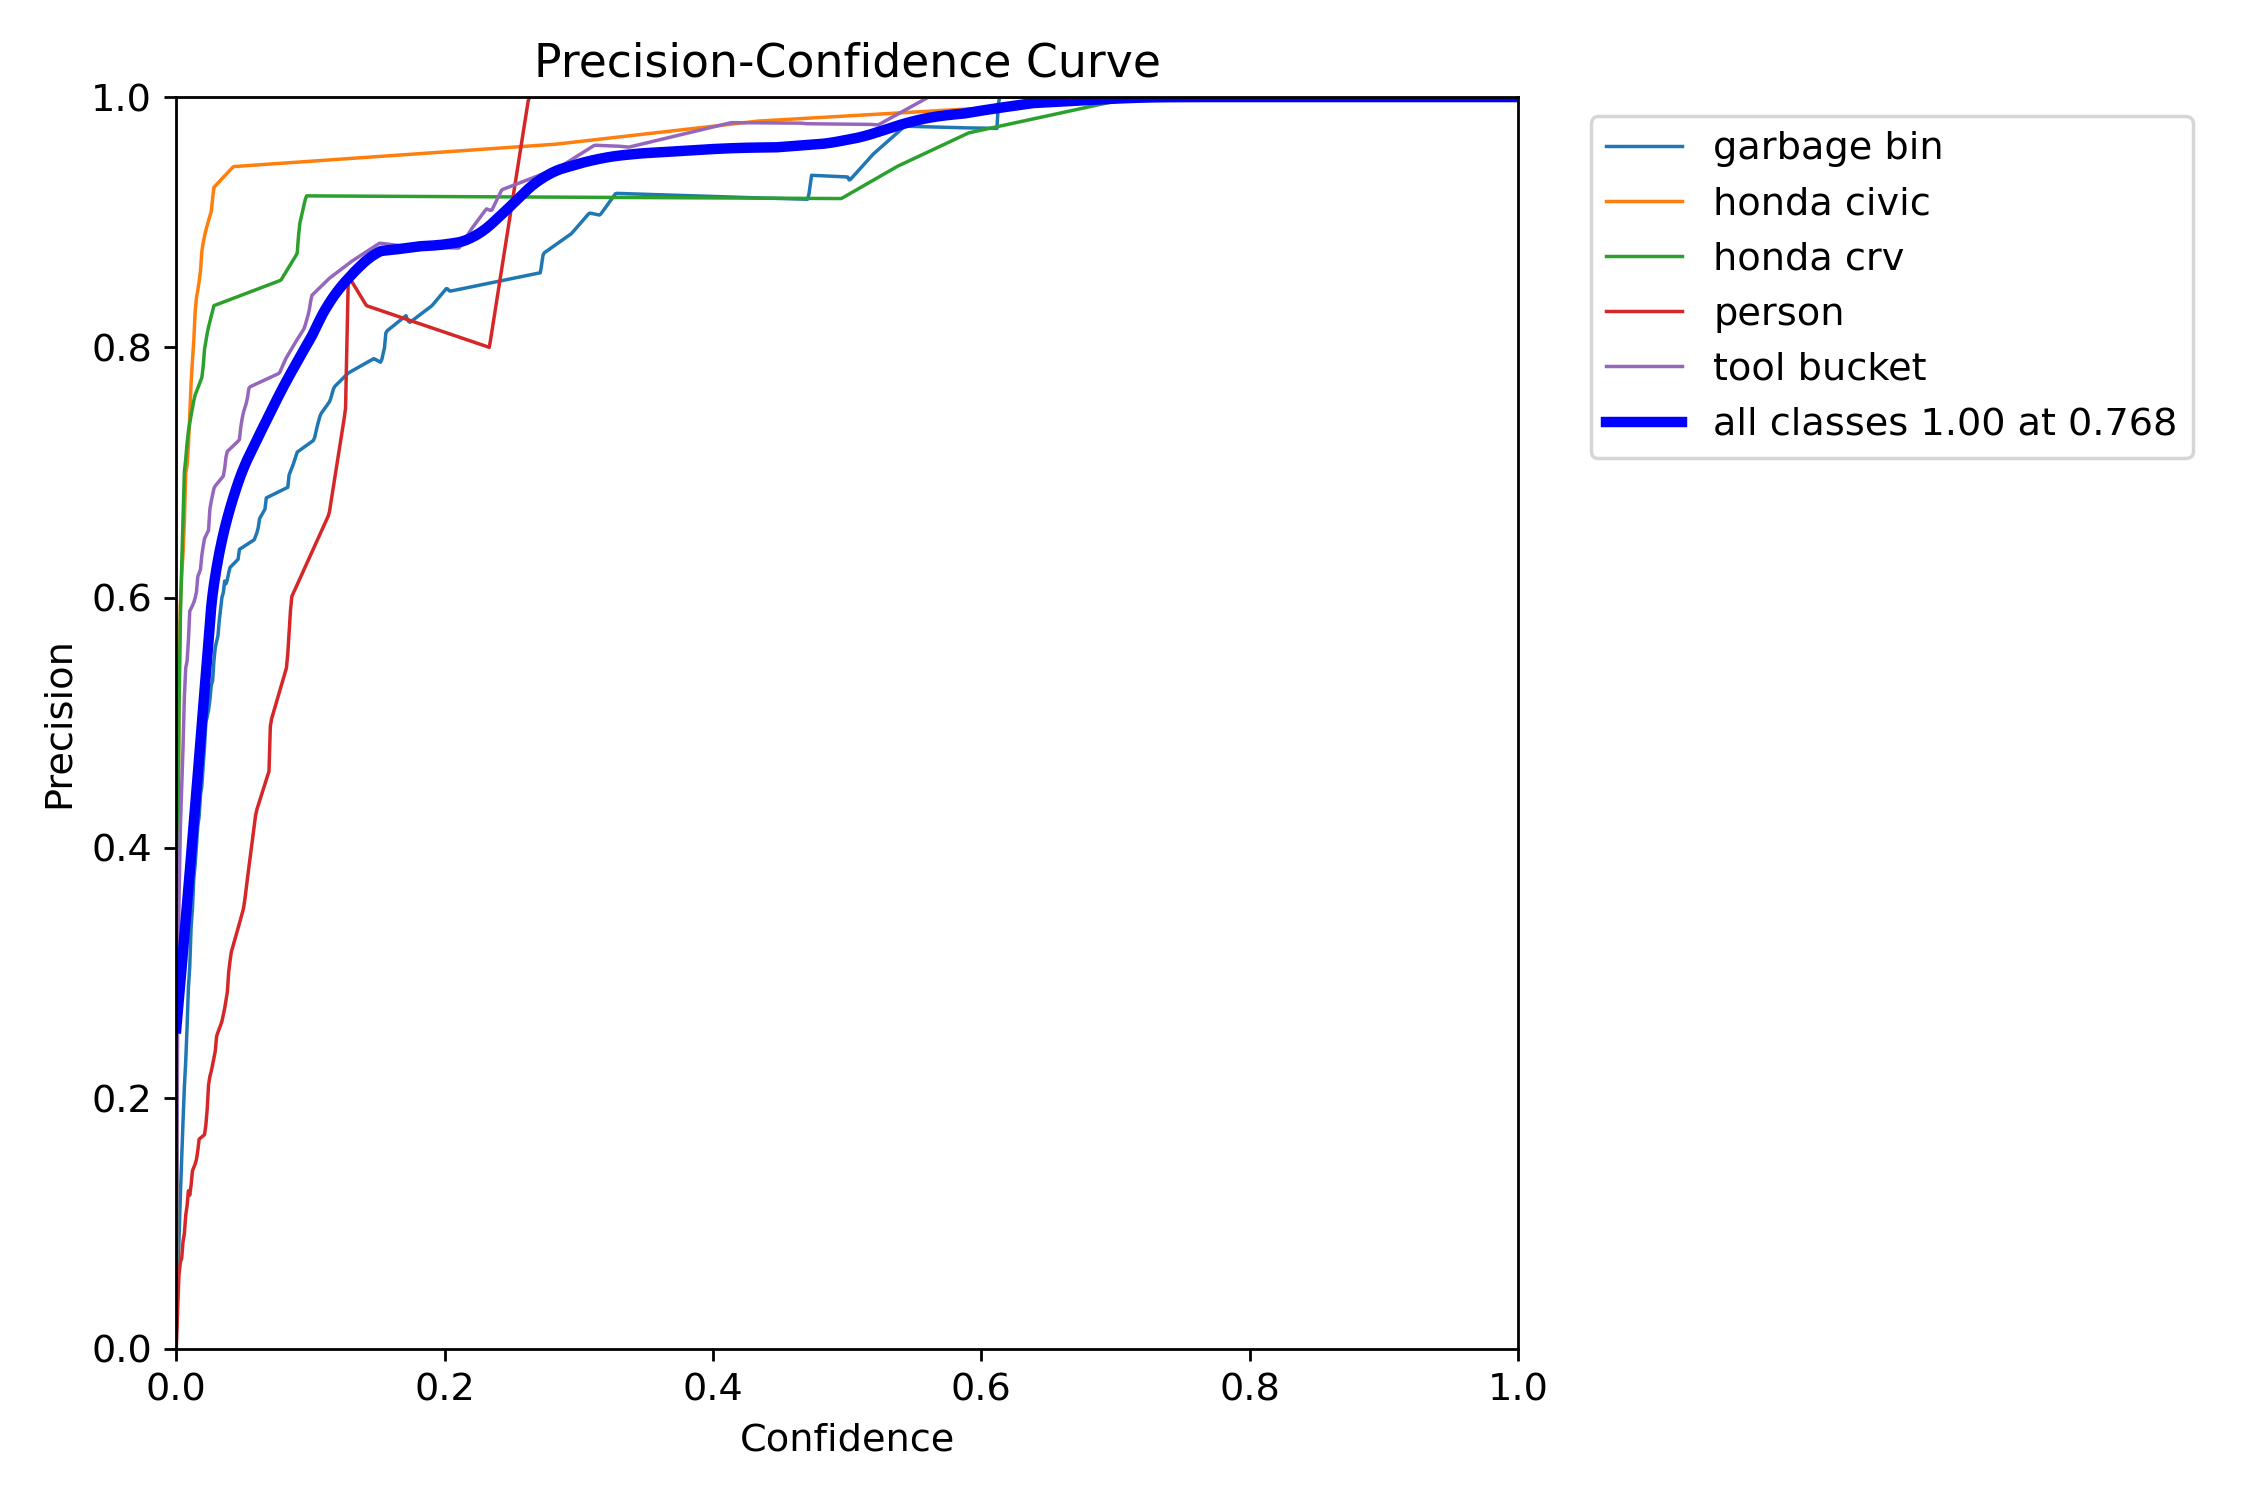 Precision-Confidence Curve
1.0
0.8
0.6
0.4
0.2
0.0
Precision
0.0 0.2 0.4 0.6 0.8 1.0
Confidence
garbage bin
honda civic
honda crv
person
tool bucket
all classes 1.00 at 0.768